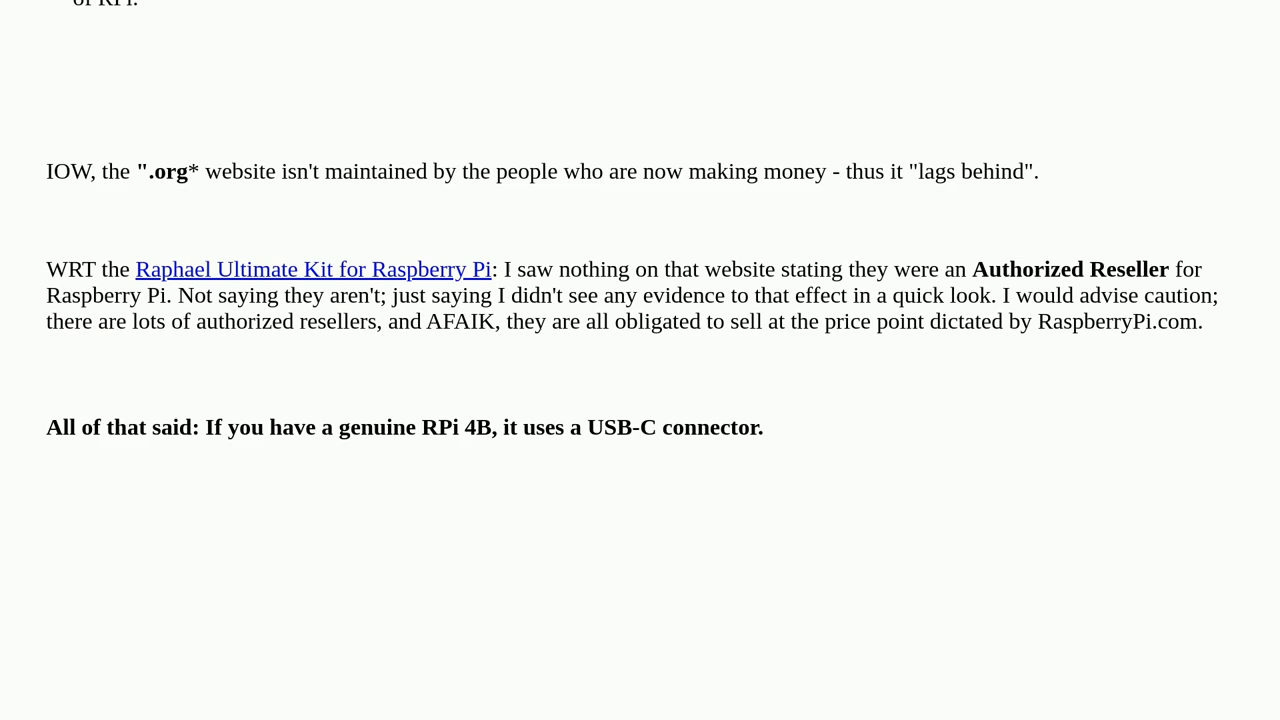 of RPi.
IOW, the ".org* website isn't maintained by the people who are now making money - thus it "lags behind".
WRT the Raphael Ultimate Kit for Raspberry Pi: I saw nothing on that website stating they were an Authorized Reseller for
Raspberry Pi. Not saying they aren't; just saying I didn't see any evidence to that effect in a quick look. I would advise caution;
there are lots of authorized resellers, and AFAIK, they are all obligated to sell at the price point dictated by RaspberryPi.com.
All of that said: If you have a genuine RPi 4B, it uses a USB-C connector.